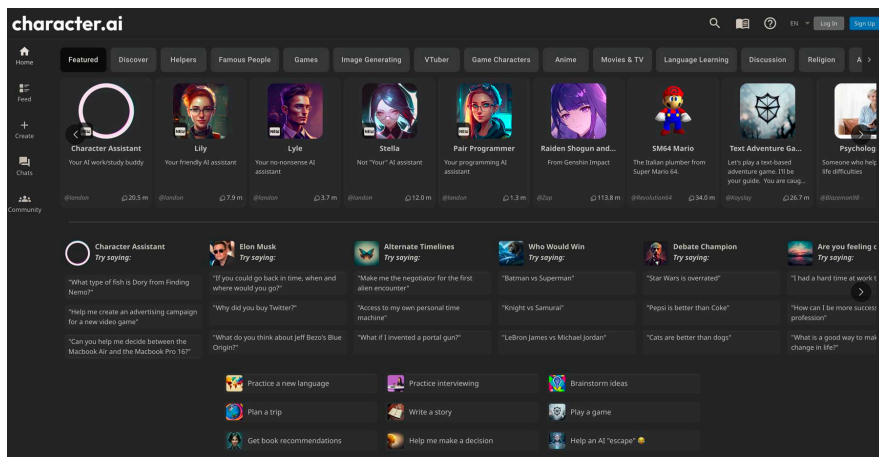 character.ai
EN
Log In
Sign Up
Home
Feed
Create
Chats
Community
Featured
Discover
Helpers
Famous People
Games
Image Generating
VTuber
Game Characters
Anime
Movies & TV
Language Learning
Discussion
Religion
A
NEW
Character Assistant
Your AI work/study buddy
@landon
20.5 m
NEW
Lily
Your friendly AI assistant
@landon
7.9 m
NEW
Lyle
Your no-nonsense AI
assistant
@landon
3.7 m
NEW
Stella
Not "Your" AI assistant
@landon
12.0 m
NEW
Pair Programmer
Your programming AI
assistant
@landon
1.3 m
Raiden Shogun and...
From Genshin Impact
@Zap
113.8 m
SM64 Mario
The Italian plumber from
Super Mario 64.
@Revolution64
34.0 m
Text Adventure Ga...
Let's play a text-based
adventure game. I'll be
your guide. You are caug...
@Kayslay
26.7 m
Psycholog
Someone who help
life difficulties
@Blazeman98
Character Assistant
Try saying:
"What type of fish is Dory from Finding
Nemo?"
"Help me create an advertising campaign
for a new video game"
"Can you help me decide between the
Macbook Air and the Macbook Pro 16?"
Elon Musk
Try saying:
"If you could go back in time, when and
where would you go?"
"Why did you buy Twitter?"
"What do you think about Jeff Bezo's Blue
Origin?"
Alternate Timelines
Try saying:
"Make me the negotiator for the first
alien encounter"
"Access to my own personal time
machine"
"What if I invented a portal gun?"
Who Would Win
Try saying:
"Batman vs Superman"
"Knight vs Samurai"
"LeBron James vs Michael Jordan"
Debate Champion
Try saying:
"Star Wars is overrated"
"Pepsi is better than Coke"
"Cats are better than dogs"
Are you feeling c
Try saying:
"I had a hard time at work t
"How can I be more success
profession"
"What is a good way to mak
change in life?"
Practice a new language
Practice interviewing
Brainstorm ideas
Plan a trip
Write a story
Play a game
Get book recommendations
Help me make a decision
Help an AI "escape" 😂